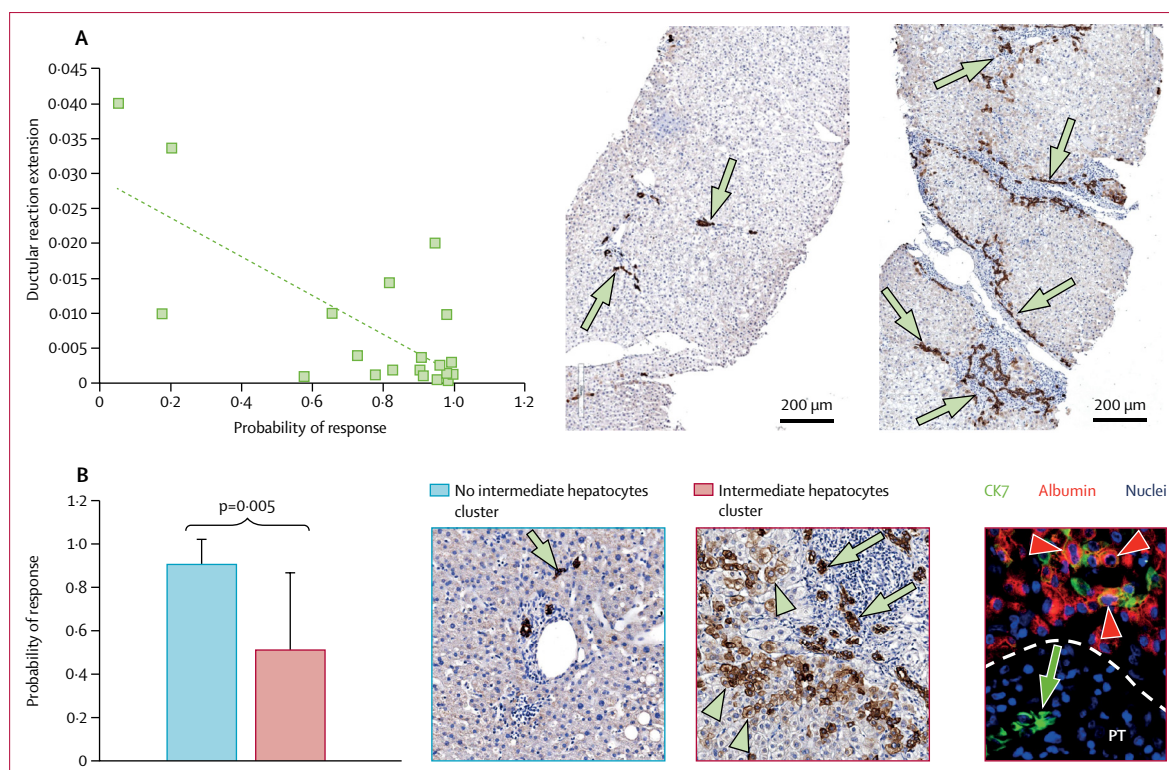 A
0·045
0·040
0·035
0·030
0·025
0·020
0·015
0·010
0·005
0
Ductular reaction extension
0
0·2
0·4
0·6
0·8
1·0
1·2
Probability of response
200 µm
200 µm
B
1·2
1·0
0·8
0·6
0·4
0·2
0
Probability of response
p=0·005
No intermediate hepatocytes
cluster
Intermediate hepatocytes
cluster
CK7 Albumin Nuclei
PT